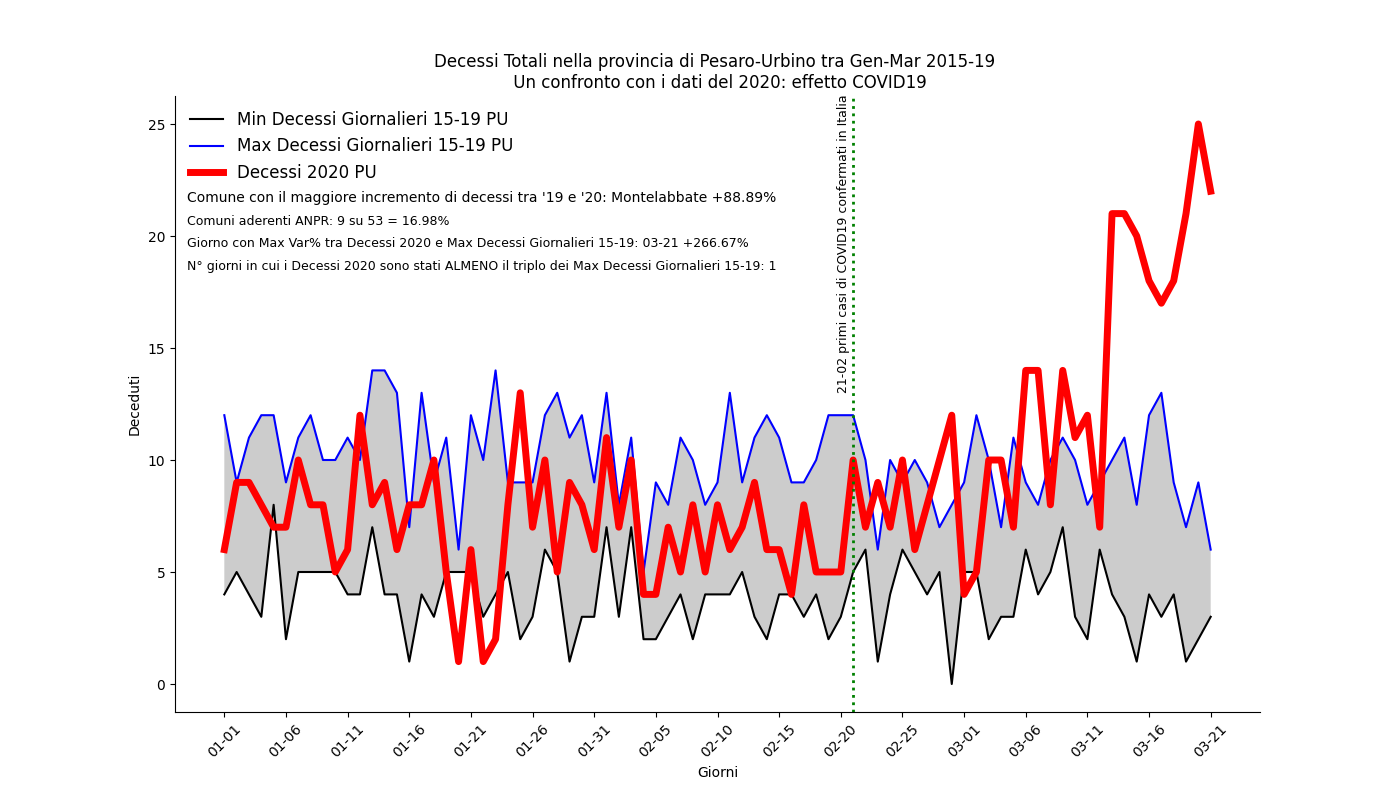 Decessi Totali nella provincia di Pesaro-Urbino tra Gen-Mar 2015-19
Un confronto con i dati del 2020: effetto COVID19
Min Decessi Giornalieri 15-19 PU
Max Decessi Giornalieri 15-19 PU
Decessi 2020 PU
Comune con il maggiore incremento di decessi tra '19 e '20: Montelabbate +88.89%
Comuni aderenti ANPR: 9 su 53 = 16.98%
Giorno con Max Var% tra Decessi 2020 e Max Decessi Giornalieri 15-19: 03-21 +266.67%
N° giorni in cui i Decessi 2020 sono stati ALMENO il triplo dei Max Decessi Giornalieri 15-19: 1
21-02 primi casi di COVID19 confermati in Italia
Deceduti
25
20
15
10
5
0
01-01
01-06
01-11
01-16
01-21
01-26
01-31
02-05
02-10
02-15
02-20
02-25
03-01
03-06
03-11
03-16
03-21
Giorni